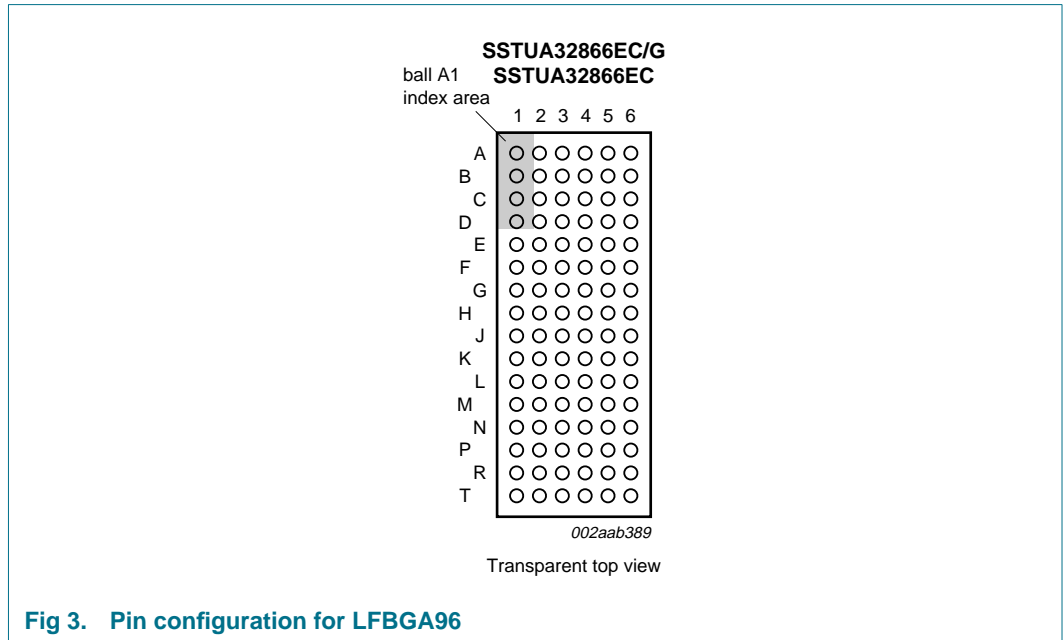 SSTUA32866EC/G
SSTUA32866EC
ball A1
index area
1 2 3 4 5 6
A
B
C
D
E
F
G
H
J
K
L
M
N
P
R
T
002aab389
Transparent top view
Fig 3. Pin configuration for LFBGA96